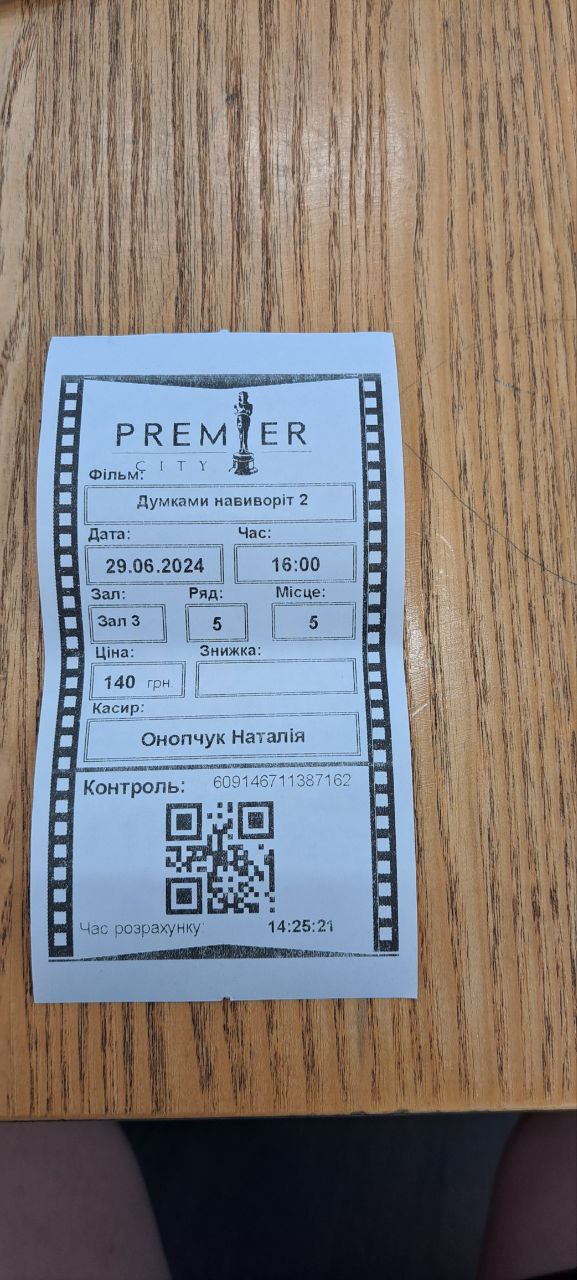 PREMIER
CITY
Фільм:
Думками навиворіт 2
Дата: Час:
29.06.2024 16:00
Зал: Ряд: Місце:
Зал 3 5 5
Ціна: Знижка:
140 грн.
Касир:
Онопчук Наталія
Контроль: 609146711387162
Час розрахунку: 14:25:21